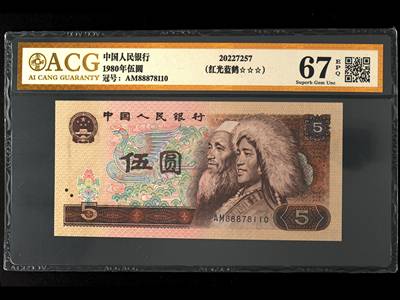 ACG
AI CANG GUARANTY
中国人民银行
1980年伍圆
冠号：AM88878110
20227257
(红光蓝鹤☆☆☆)
67 EPQ
Superb Gem Unc
中国人民银行
伍圆
5
5
5
AM88878110